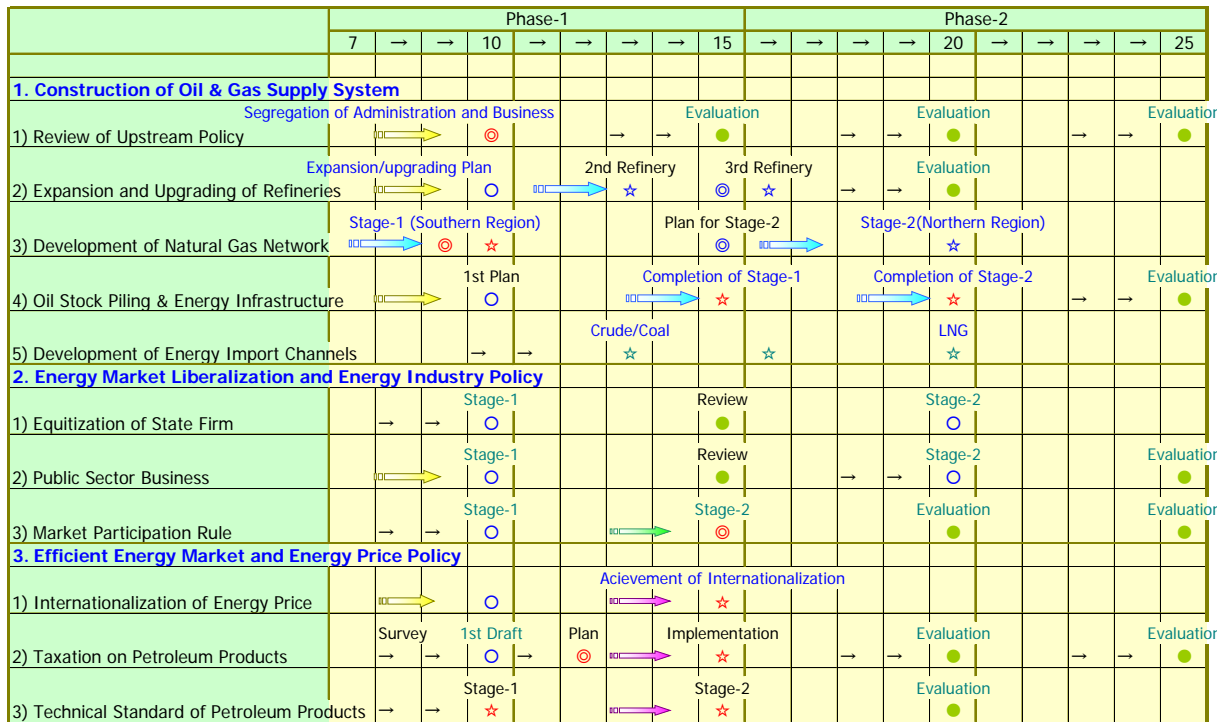 Phase-1 Phase-2
7 → → 10 → → → → 15 → → → → 20 → → → → 25
1. Construction of Oil & Gas Supply System
Segregation of Administration and Business Evaluation Evaluation Evaluation
1) Review of Upstream Policy → → → → → →
Expansion/upgrading Plan 2nd Refinery 3rd Refinery Evaluation
2) Expansion and Upgrading of Refineries → →
Stage-1 (Southern Region) Plan for Stage-2 Stage-2(Northern Region)
3) Development of Natural Gas Network
1st Plan Completion of Stage-1 Completion of Stage-2 Evaluation
4) Oil Stock Piling & Energy Infrastructure → →
Crude/Coal LNG
5) Development of Energy Import Channels → →
2. Energy Market Liberalization and Energy Industry Policy
Stage-1 Review Stage-2
1) Equitization of State Firm → →
Stage-1 Review Stage-2 Evaluation
2) Public Sector Business → →
Stage-1 Stage-2 Evaluation Evaluation
3) Market Participation Rule → →
3. Efficient Energy Market and Energy Price Policy
Acievement of Internationalization
1) Internationalization of Energy Price
Survey 1st Draft Plan Implementation Evaluation Evaluation
2) Taxation on Petroleum Products → → → → → → →
Stage-1 Stage-2 Evaluation
3) Technical Standard of Petroleum Products → →